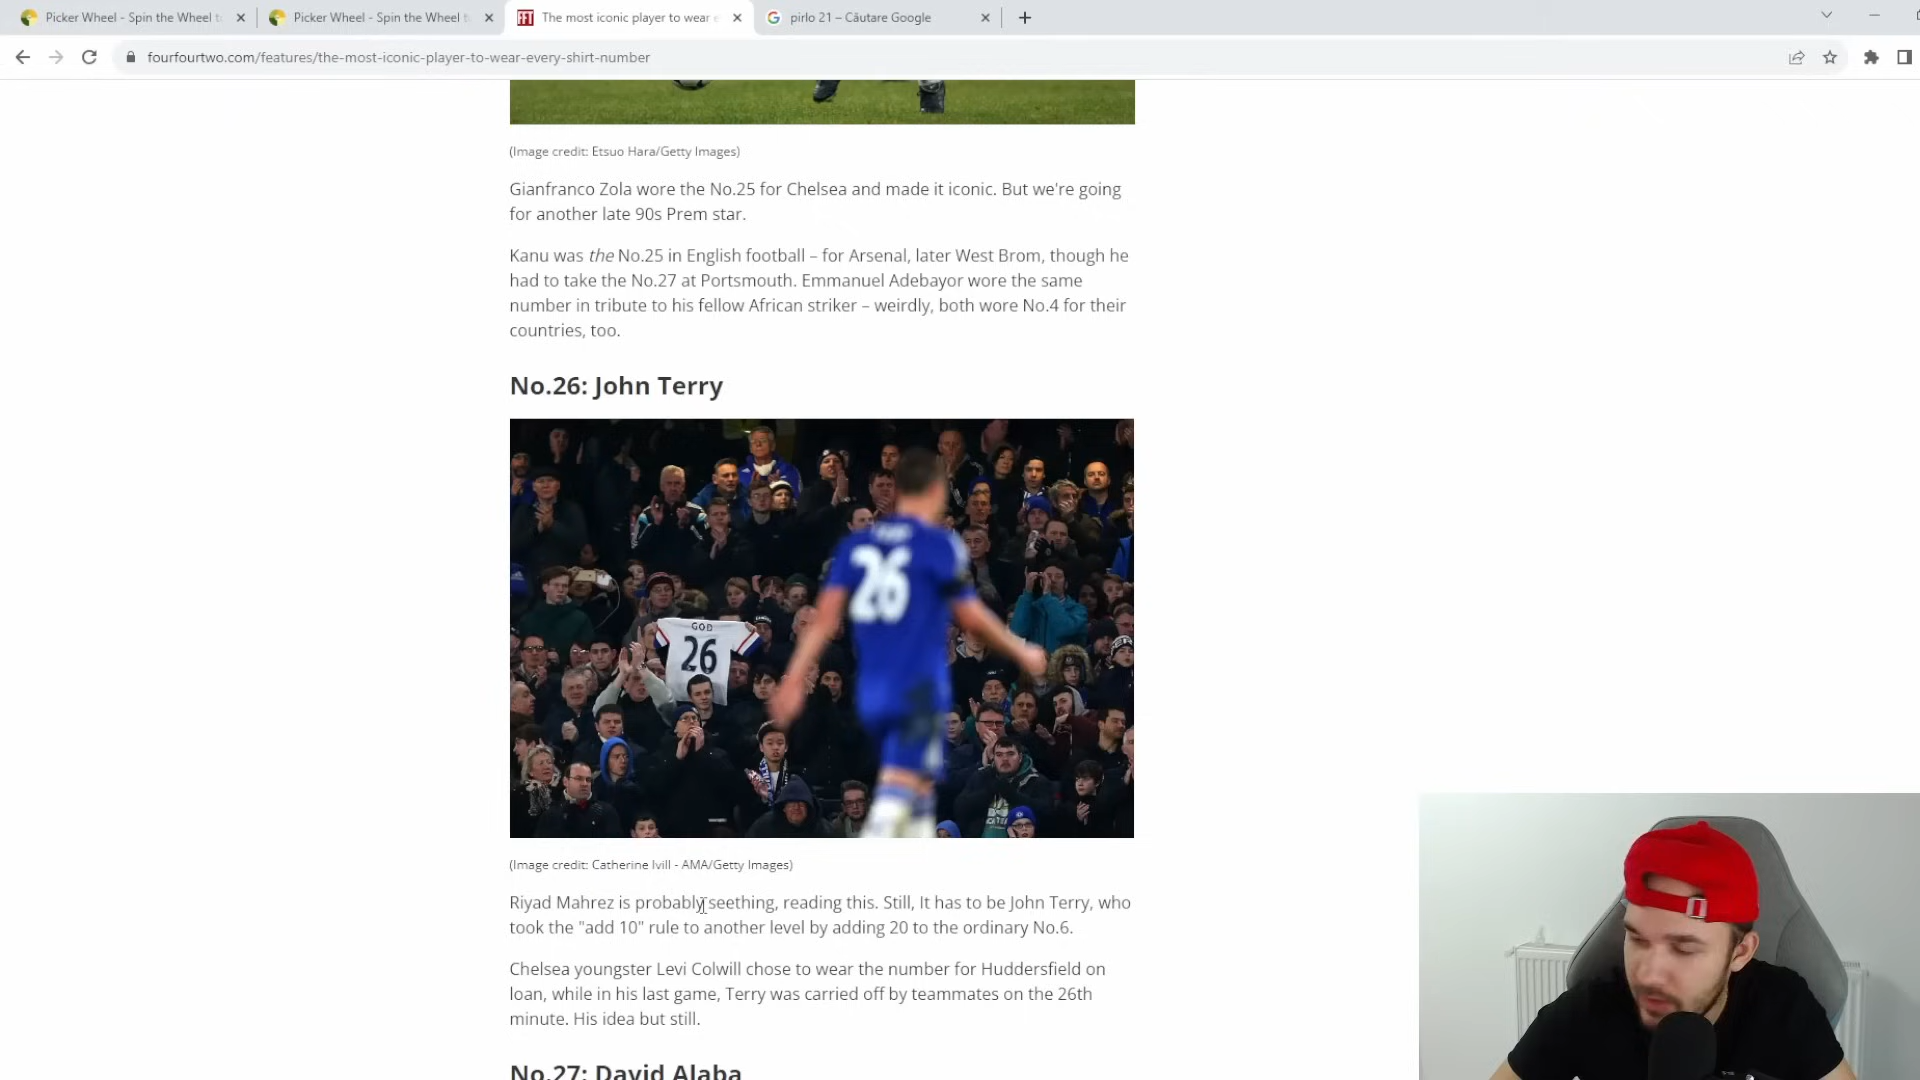 Picker Wheel - Spin the Wheel t
Picker Wheel - Spin the Wheel t
FFT
The most iconic player to wear e
pirlo 21 – Căutare Google
fourfourtwo.com/features/the-most-iconic-player-to-wear-every-shirt-number
(Image credit: Etsuo Hara/Getty Images)
Gianfranco Zola wore the No.25 for Chelsea and made it iconic. But we're going
for another late 90s Prem star.
Kanu was the No.25 in English football – for Arsenal, later West Brom, though he
had to take the No.27 at Portsmouth. Emmanuel Adebayor wore the same
number in tribute to his fellow African striker – weirdly, both wore No.4 for their
countries, too.
No.26: John Terry
26
GOD
26
(Image credit: Catherine Ivill - AMA/Getty Images)
Riyad Mahrez is probably seething, reading this. Still, It has to be John Terry, who
took the "add 10" rule to another level by adding 20 to the ordinary No.6.
Chelsea youngster Levi Colwill chose to wear the number for Huddersfield on
loan, while in his last game, Terry was carried off by teammates on the 26th
minute. His idea but still.
No.27: David Alaba